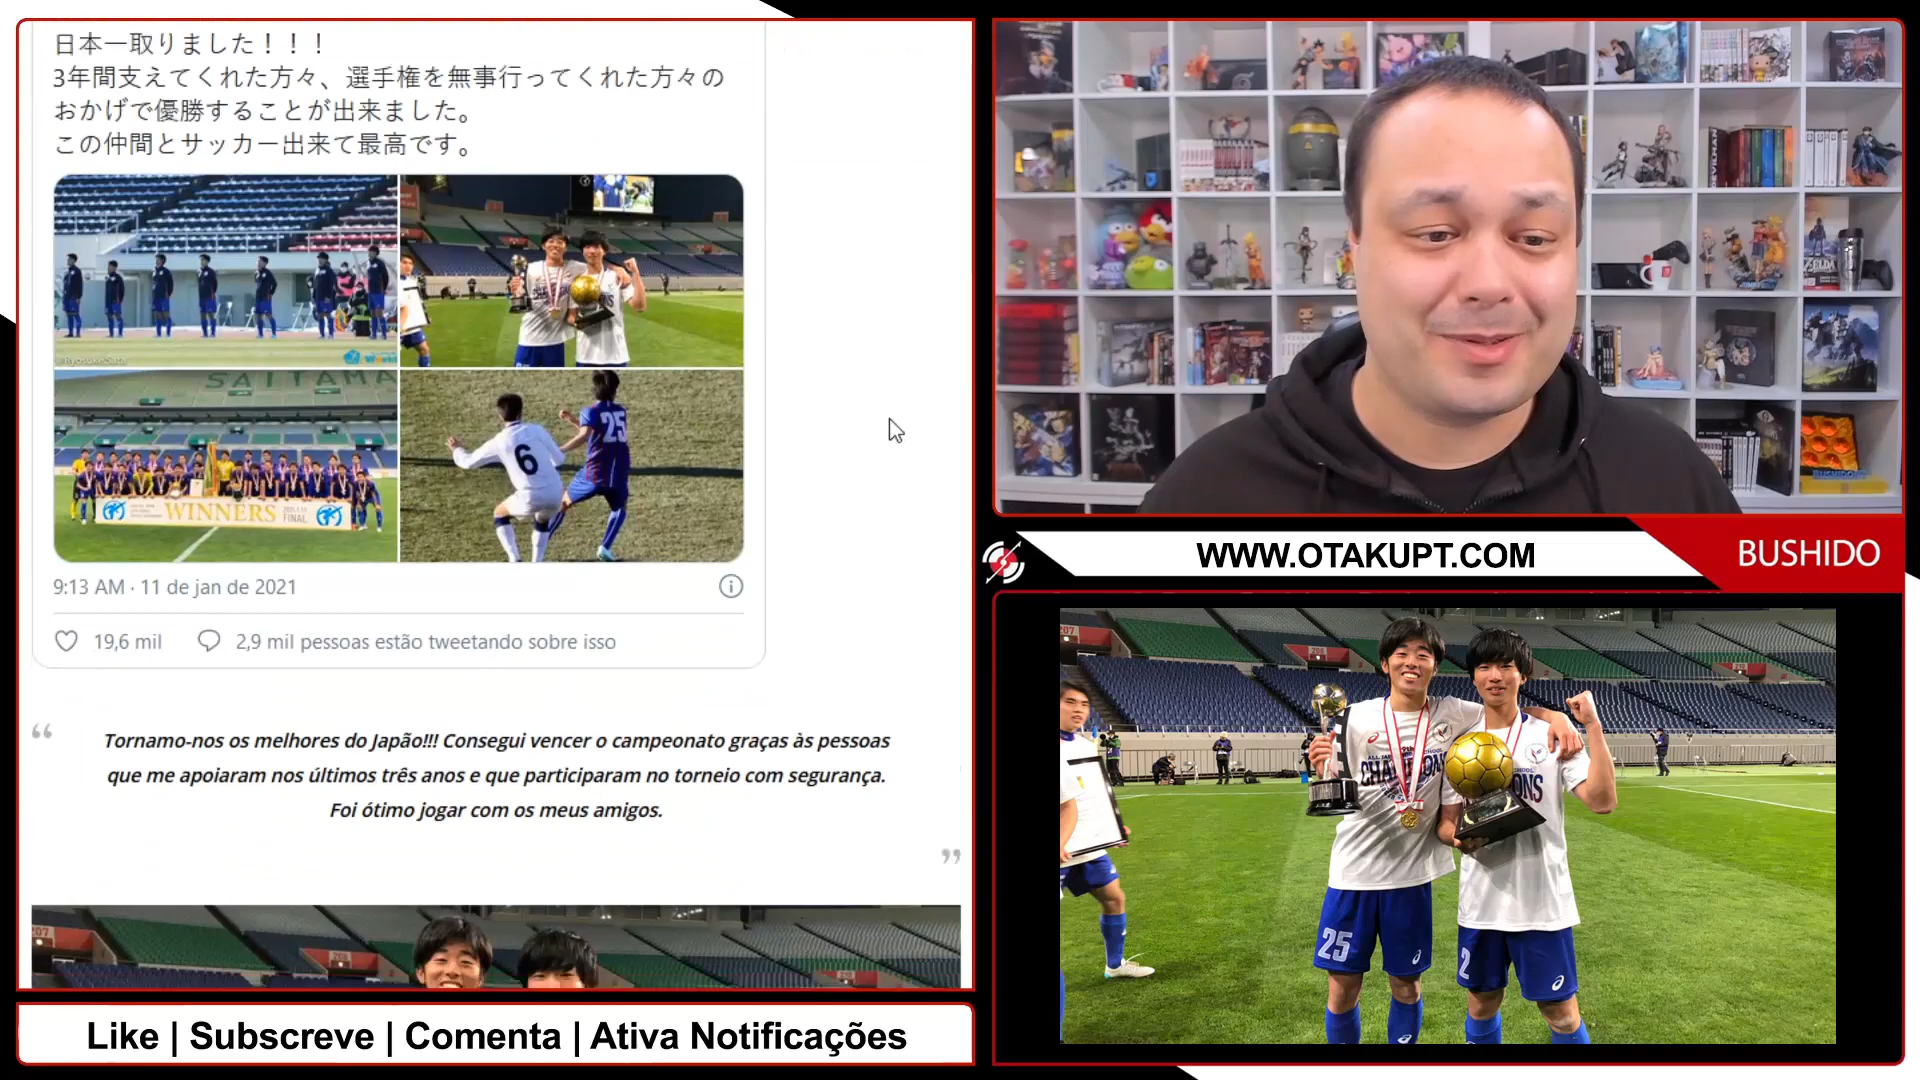 日本一取りました！！！
3年間支えてくれた方々、選手権を無事行ってくれた方々の
おかげで優勝することが出来ました。
この仲間とサッカー出来て最高です。
@RyosukeSata
SAITAMA
WINNERS
FINAL
6
25
9:13 AM · 11 de jan de 2021
19,6 mil
2,9 mil pessoas estão tweetando sobre isso
“
Tornamo-nos os melhores do Japão!!! Consegui vencer o campeonato graças às pessoas
que me apoiaram nos últimos três anos e que participaram no torneio com segurança.
Foi ótimo jogar com os meus amigos.
”
207
Like | Subscreve | Comenta | Ativa Notificações
DEVILMAN
ZELDA
BUSHIDO
WWW.OTAKUPT.COM
BUSHIDO
207
CHAMPIONS
25
2